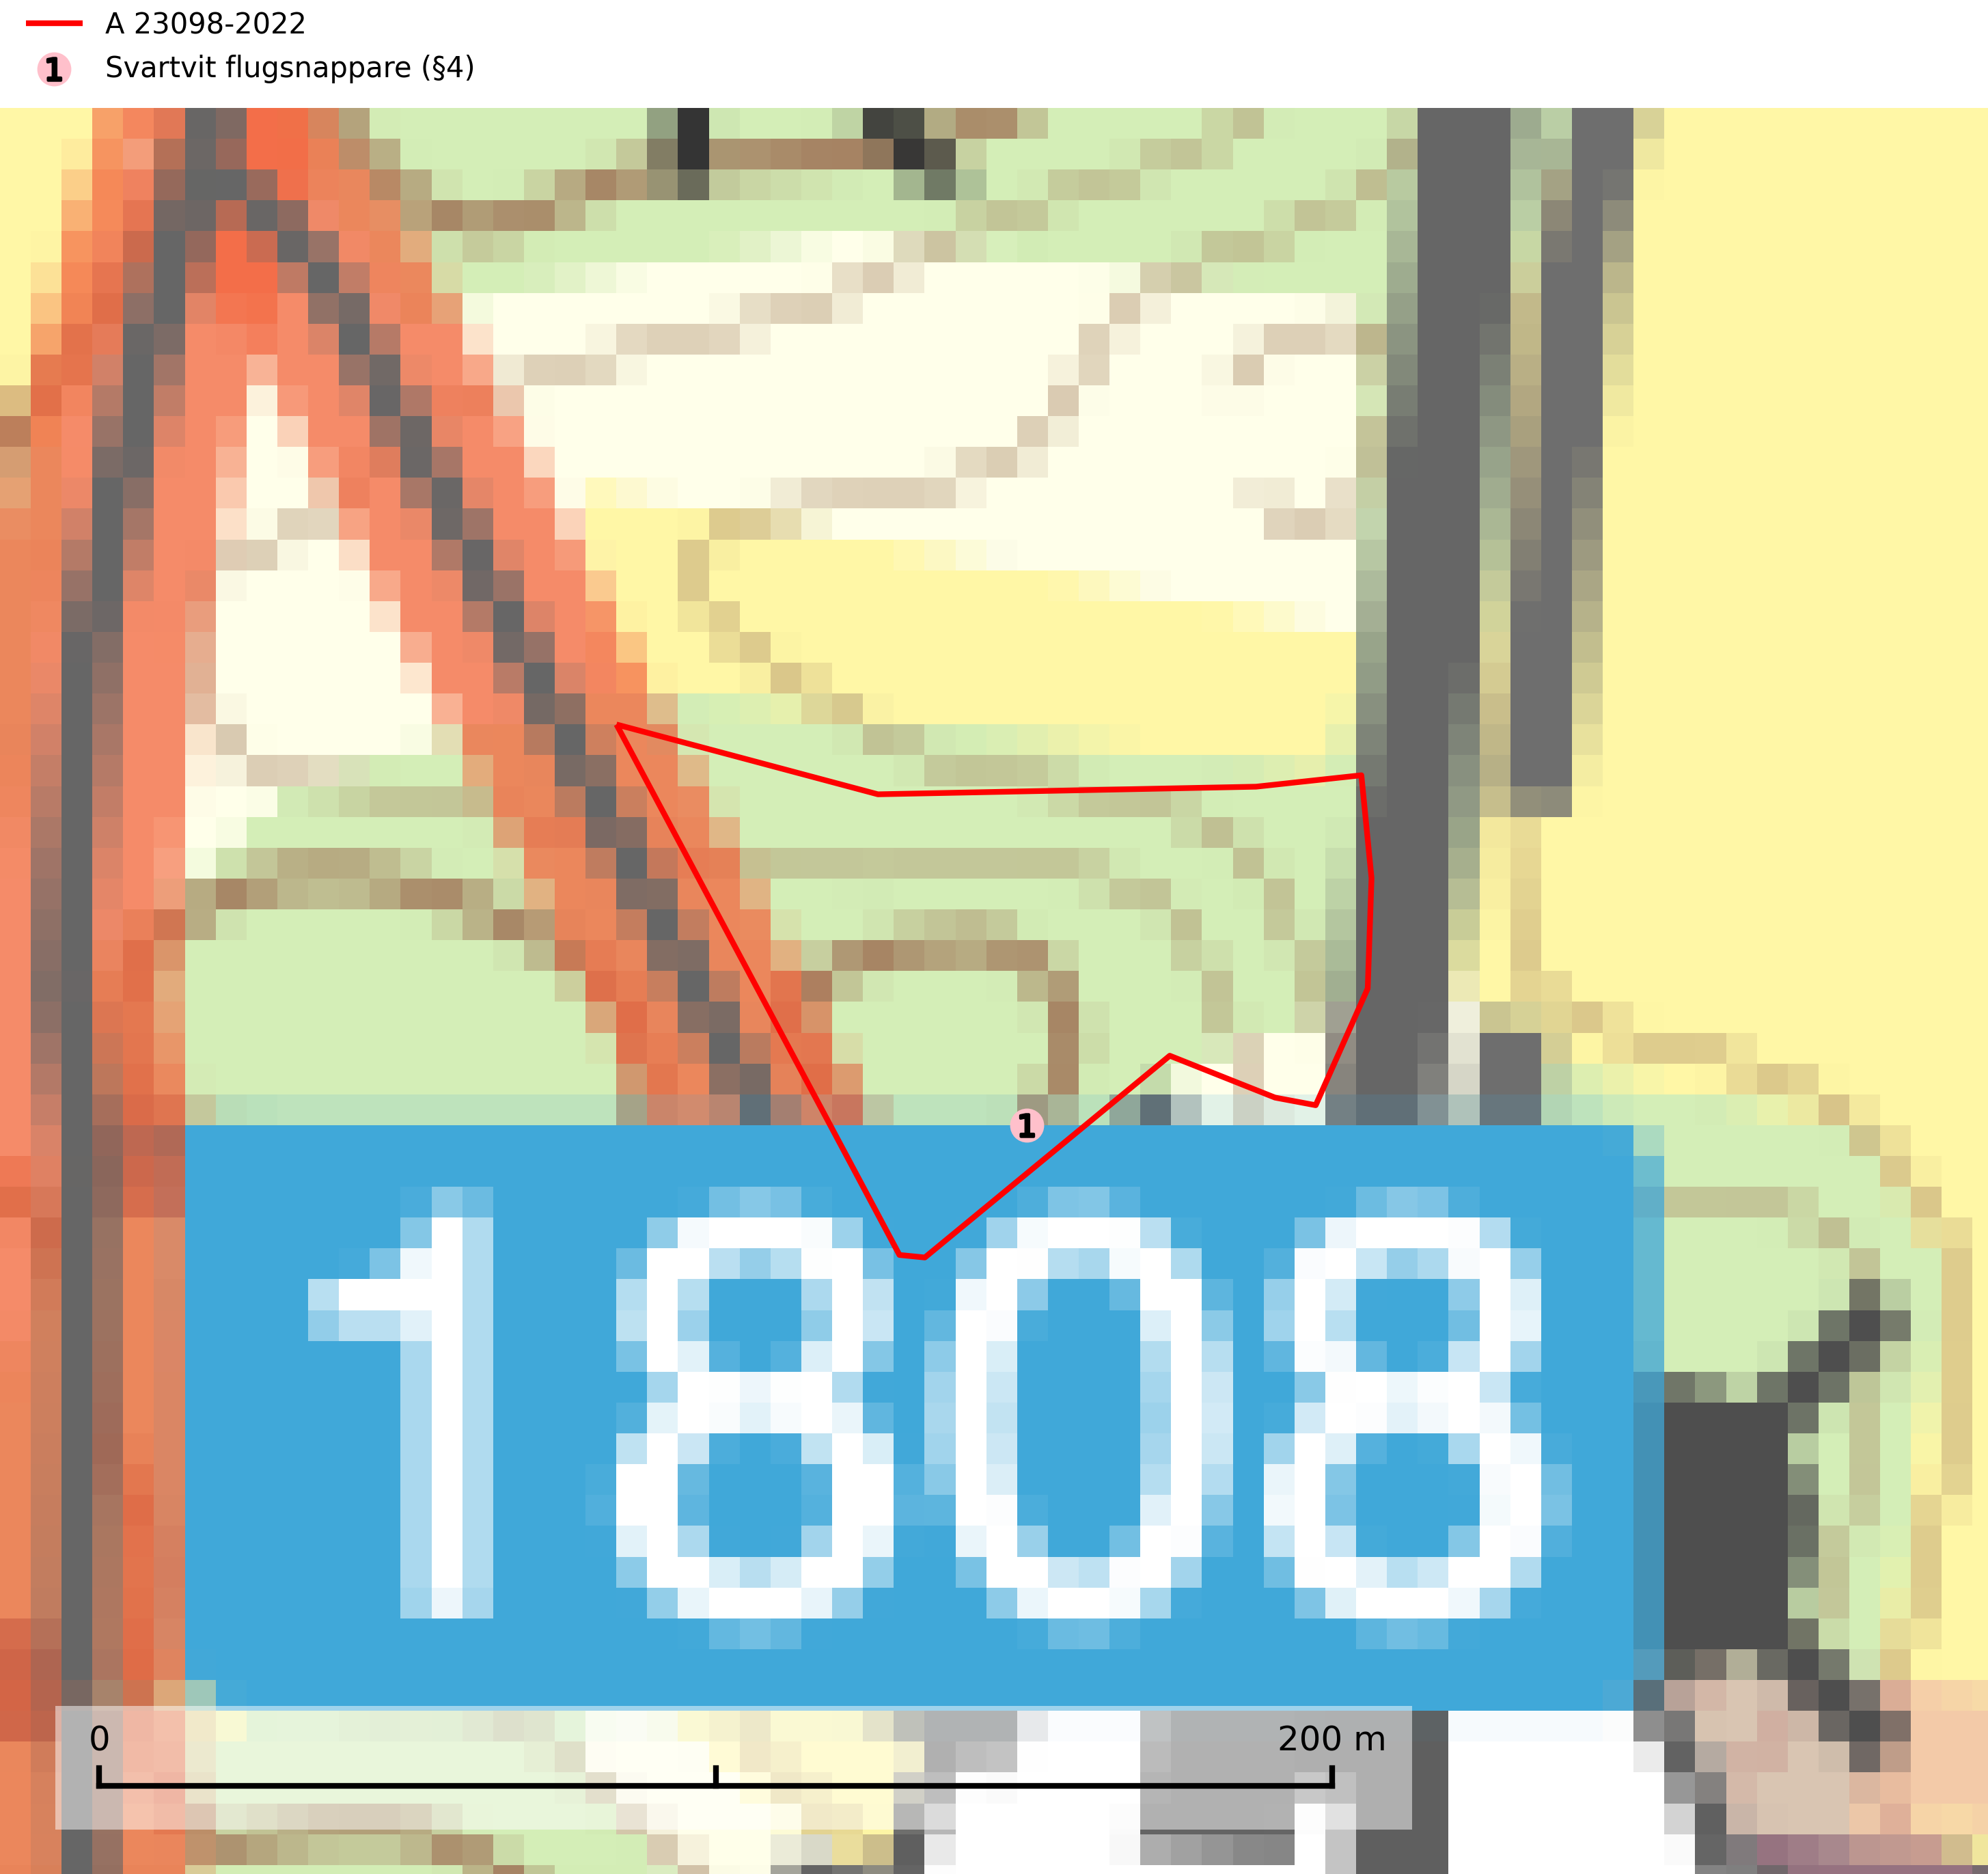 A 23098-2022
1 Svartvit flugsnappare (§4)
1
1808
0 200 m